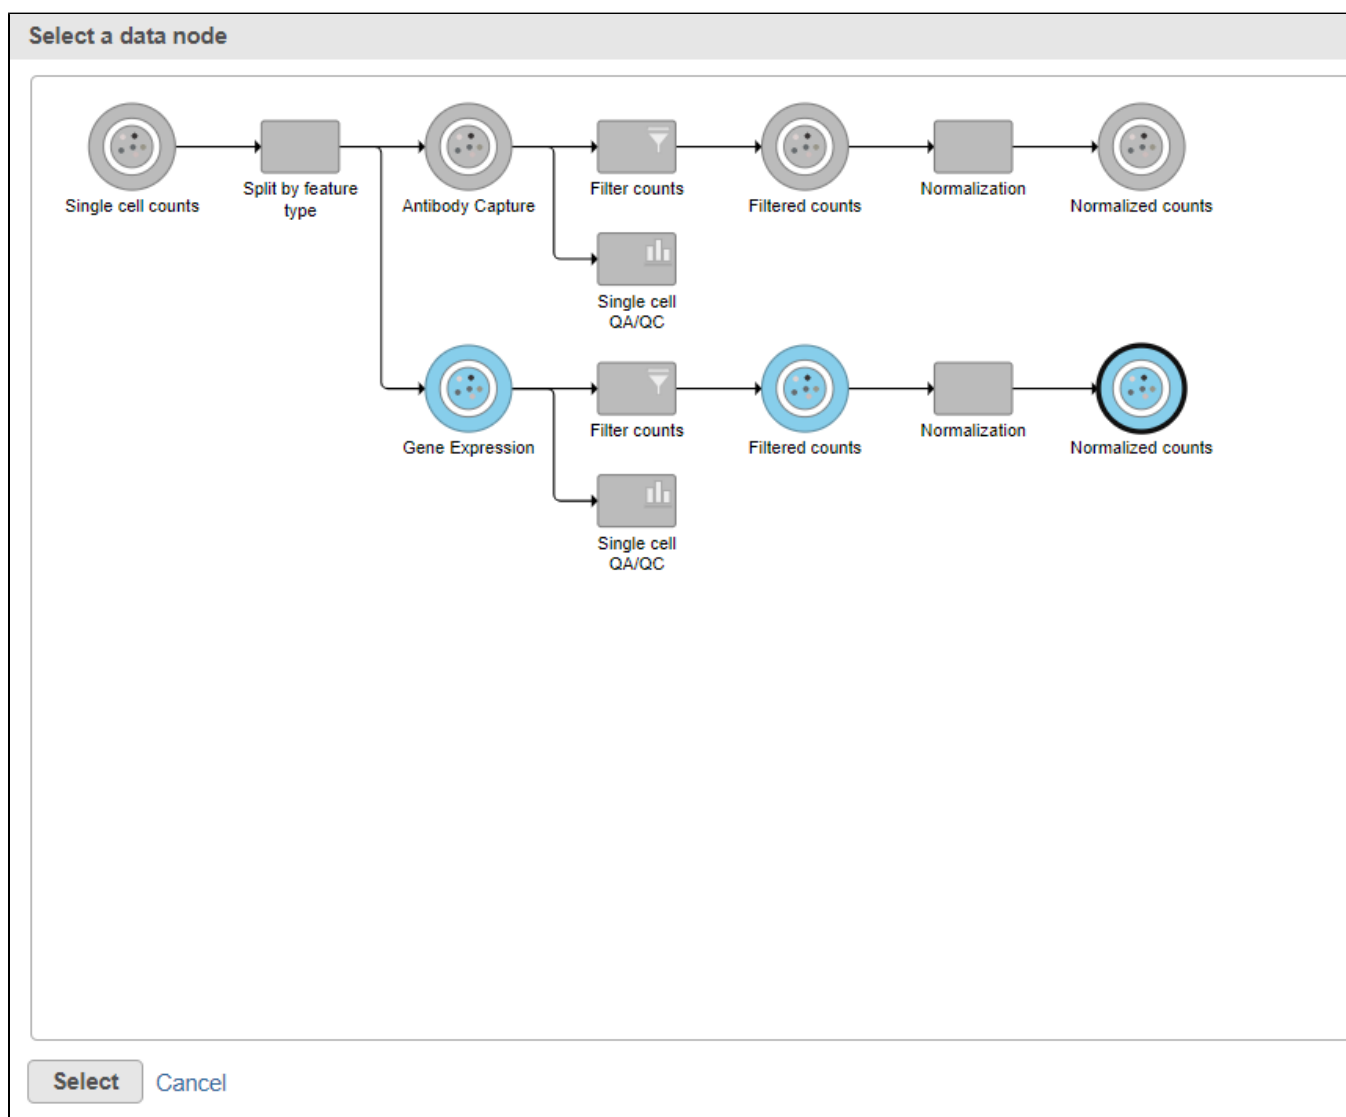 Select a data node
Single cell counts
Split by feature
type
Antibody Capture
Filter counts
Filtered counts
Normalization
Normalized counts
Single cell
QA/QC
Gene Expression
Filter counts
Filtered counts
Normalization
Normalized counts
Single cell
QA/QC
Select
Cancel